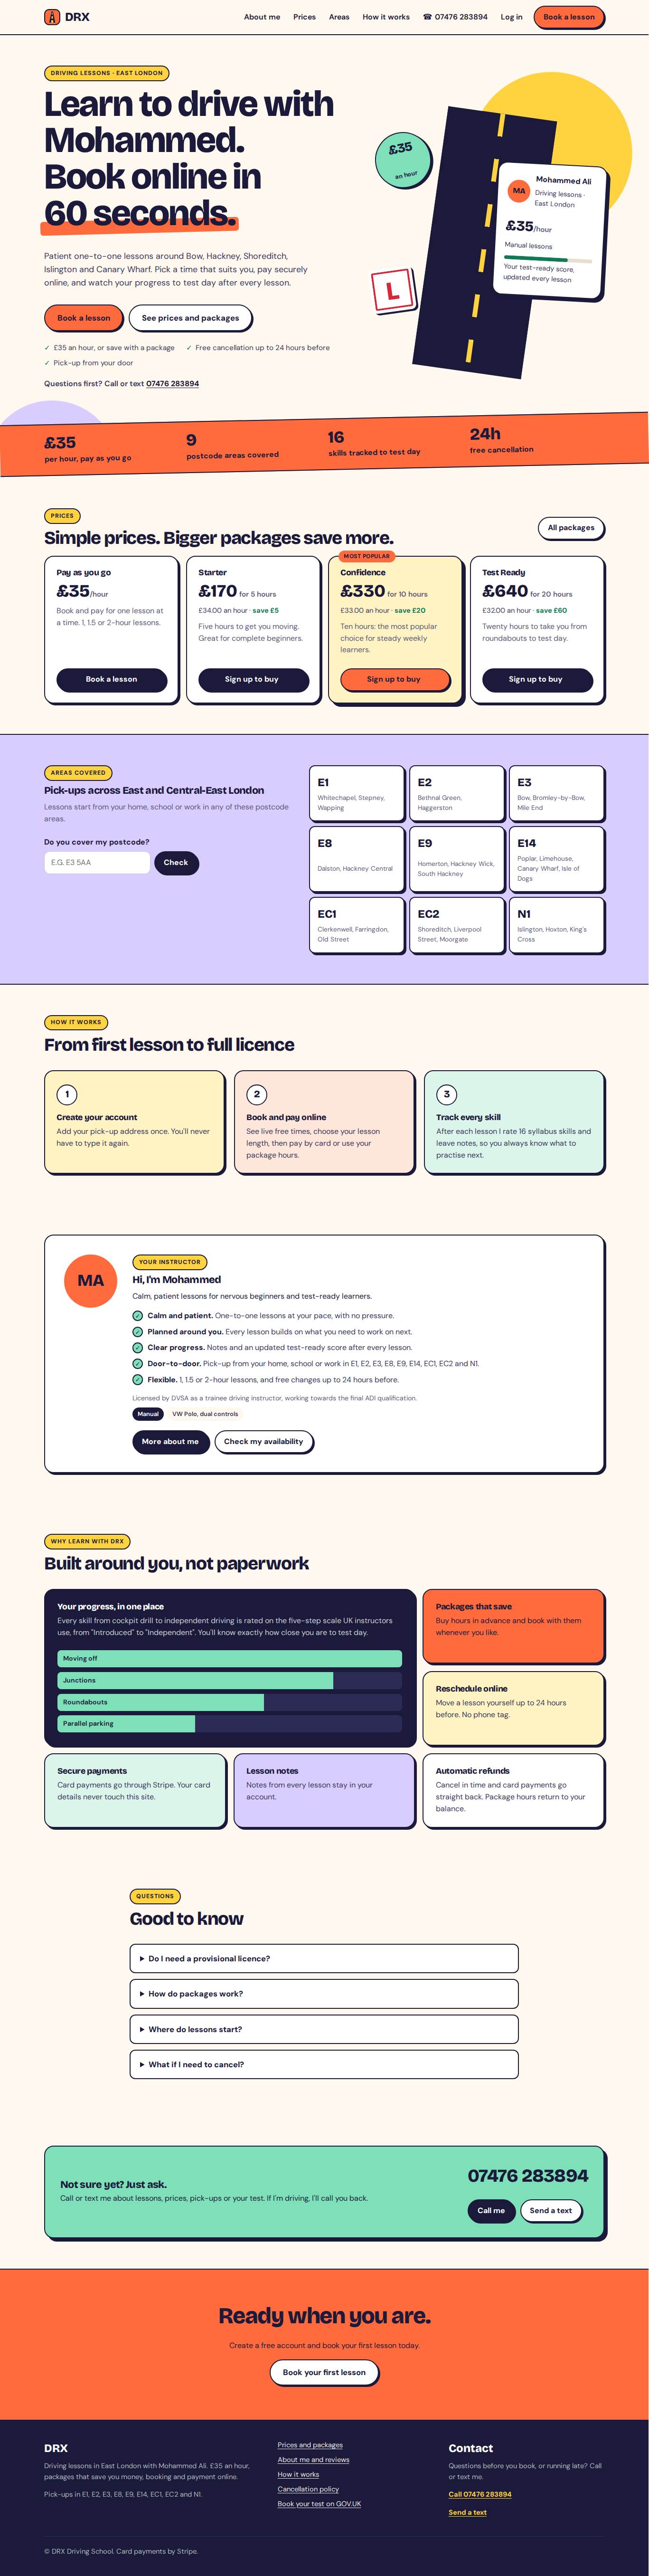 DRX
About me Prices Areas How it works ☎ 07476 283894 Log in Book a lesson
DRIVING LESSONS · EAST LONDON
Learn to drive with
Mohammed.
Book online in
60 seconds.
Patient one-to-one lessons around Bow, Hackney, Shoreditch,
Islington and Canary Wharf. Pick a time that suits you, pay securely
online, and watch your progress to test day after every lesson.
Book a lesson See prices and packages
✓ £35 an hour, or save with a package ✓ Free cancellation up to 24 hours before
✓ Pick-up from your door
Questions first? Call or text 07476 283894
£35
an hour
MA
Mohammed Ali
Driving lessons ·
East London
£35/hour
Manual lessons
Your test-ready score,
updated every lesson
L
£35
per hour, pay as you go
9
postcode areas covered
16
skills tracked to test day
24h
free cancellation
PRICES
Simple prices. Bigger packages save more.
All packages
Pay as you go
£35/hour
Book and pay for one lesson at
a time. 1, 1.5 or 2-hour lessons.
Book a lesson
Starter
£170 for 5 hours
£34.00 an hour · save £5
Five hours to get you moving.
Great for complete beginners.
Sign up to buy
MOST POPULAR
Confidence
£330 for 10 hours
£33.00 an hour · save £20
Ten hours: the most popular
choice for steady weekly
learners.
Sign up to buy
Test Ready
£640 for 20 hours
£32.00 an hour · save £60
Twenty hours to take you from
roundabouts to test day.
Sign up to buy
AREAS COVERED
Pick-ups across East and Central-East London
Lessons start from your home, school or work in any of these postcode
areas.
Do you cover my postcode?
E.G. E3 5AA Check
E1
Whitechapel, Stepney,
Wapping
E2
Bethnal Green,
Haggerston
E3
Bow, Bromley-by-Bow,
Mile End
E8
Dalston, Hackney Central
E9
Homerton, Hackney Wick,
South Hackney
E14
Poplar, Limehouse,
Canary Wharf, Isle of
Dogs
EC1
Clerkenwell, Farringdon,
Old Street
EC2
Shoreditch, Liverpool
Street, Moorgate
N1
Islington, Hoxton, King's
Cross
HOW IT WORKS
From first lesson to full licence
1
Create your account
Add your pick-up address once. You'll never
have to type it again.
2
Book and pay online
See live free times, choose your lesson
length, then pay by card or use your
package hours.
3
Track every skill
After each lesson I rate 16 syllabus skills and
leave notes, so you always know what to
practise next.
MA
YOUR INSTRUCTOR
Hi, I'm Mohammed
Calm, patient lessons for nervous beginners and test-ready learners.
✓ Calm and patient. One-to-one lessons at your pace, with no pressure.
✓ Planned around you. Every lesson builds on what you need to work on next.
✓ Clear progress. Notes and an updated test-ready score after every lesson.
✓ Door-to-door. Pick-up from your home, school or work in E1, E2, E3, E8, E9, E14, EC1, EC2 and N1.
✓ Flexible. 1, 1.5 or 2-hour lessons, and free changes up to 24 hours before.
Licensed by DVSA as a trainee driving instructor, working towards the final ADI qualification.
Manual VW Polo, dual controls
More about me Check my availability
WHY LEARN WITH DRX
Built around you, not paperwork
Your progress, in one place
Every skill from cockpit drill to independent driving is rated on the five-step scale UK instructors
use, from "Introduced" to "Independent". You'll know exactly how close you are to test day.
Moving off
Junctions
Roundabouts
Parallel parking
Packages that save
Buy hours in advance and book with them
whenever you like.
Reschedule online
Move a lesson yourself up to 24 hours
before. No phone tag.
Secure payments
Card payments go through Stripe. Your card
details never touch this site.
Lesson notes
Notes from every lesson stay in your
account.
Automatic refunds
Cancel in time and card payments go
straight back. Package hours return to your
balance.
QUESTIONS
Good to know
▶ Do I need a provisional licence?
▶ How do packages work?
▶ Where do lessons start?
▶ What if I need to cancel?
Not sure yet? Just ask.
Call or text me about lessons, prices, pick-ups or your test. If I'm driving, I'll call you back.
07476 283894
Call me Send a text
Ready when you are.
Create a free account and book your first lesson today.
Book your first lesson
DRX
Driving lessons in East London with Mohammed Ali. £35 an hour,
packages that save you money, booking and payment online.
Pick-ups in E1, E2, E3, E8, E9, E14, EC1, EC2 and N1.
Prices and packages
About me and reviews
How it works
Cancellation policy
Book your test on GOV.UK
Contact
Questions before you book, or running late? Call
or text me.
Call 07476 283894
Send a text
© DRX Driving School. Card payments by Stripe.